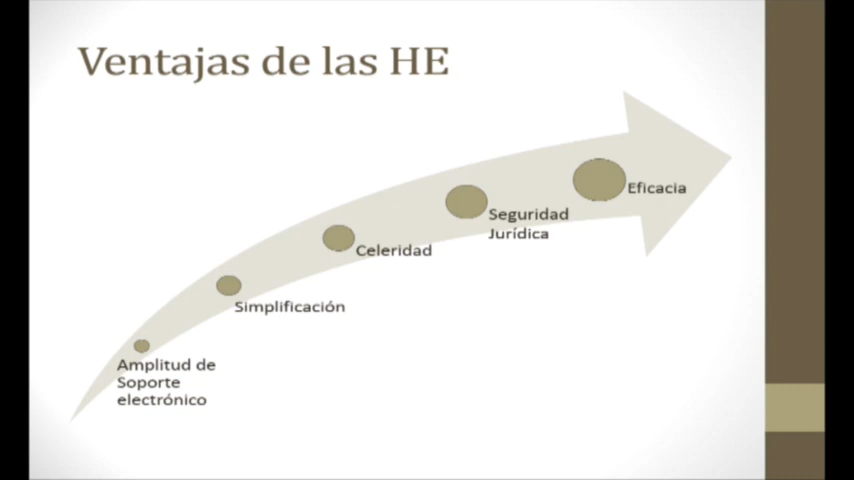 Ventajas de las HE
Eficacia
Seguridad
Jurídica
Celeridad
Simplificación
Amplitud de
Soporte
electrónico